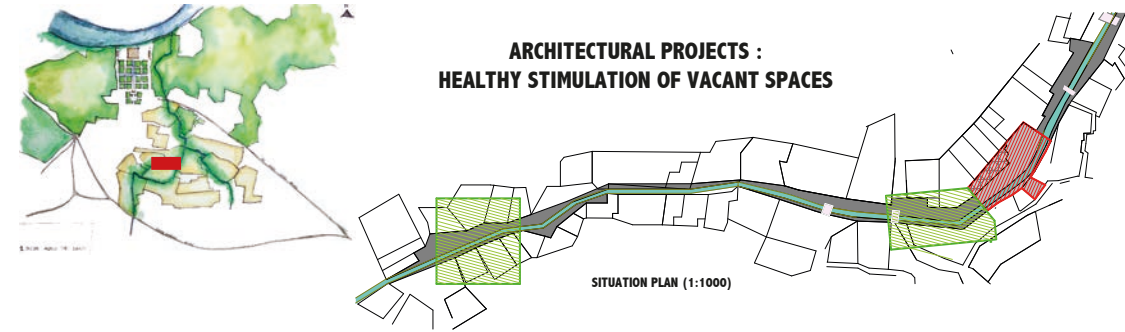 ARCHITECTURAL PROJECTS :
HEALTHY STIMULATION OF VACANT SPACES
SITUATION PLAN (1:1000)